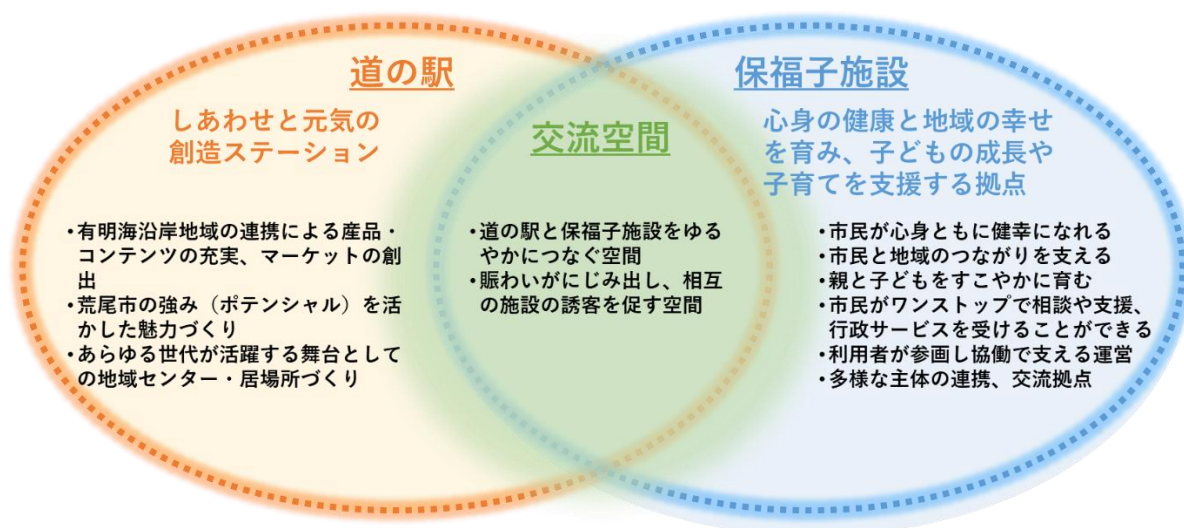 道の駅
しあわせと元気の
創造ステーション
・有明海沿岸地域の連携による産品・
コンテンツの充実、マーケットの創
出
・荒尾市の強み（ポテンシャル）を活
かした魅力づくり
・あらゆる世代が活躍する舞台として
の地域センター・居場所づくり
交流空間
・道の駅と保福子施設をゆる
やかにつなぐ空間
・賑わいがにじみ出し、相互
の施設の誘客を促す空間
保福子施設
心身の健康と地域の幸せ
を育み、子どもの成長や
子育てを支援する拠点
・市民が心身ともに健幸になれる
・市民と地域のつながりを支える
・親と子どもをすこやかに育む
・市民がワンストップで相談や支援、
行政サービスを受けることができる
・利用者が参画し協働で支える運営
・多様な主体の連携、交流拠点